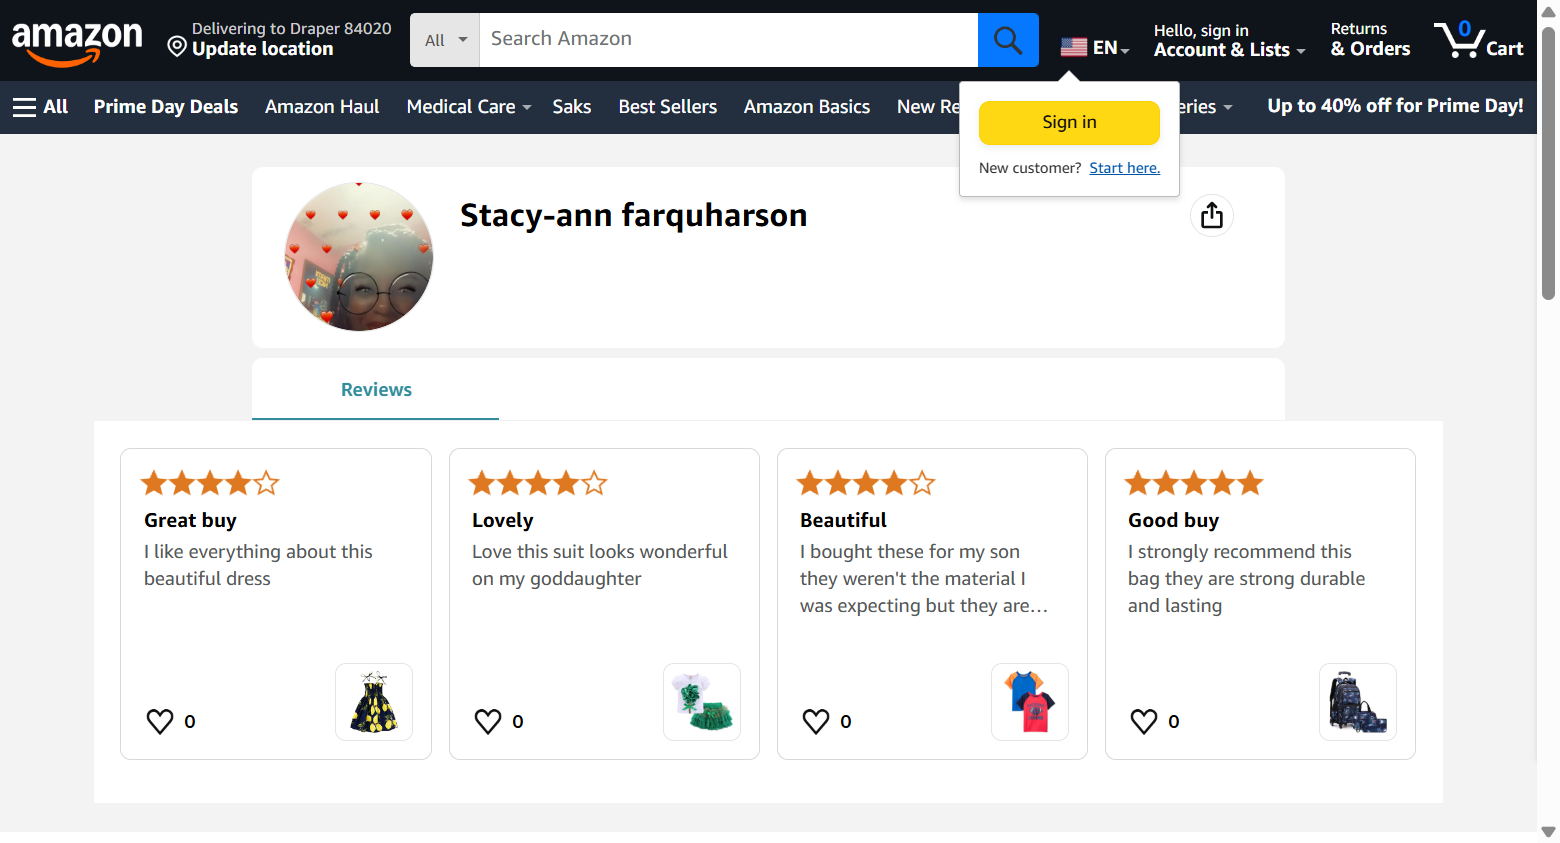 amazon
Delivering to Draper 84020
Update location
All
Search Amazon
EN
Hello, sign in
Account & Lists
Returns
& Orders
0
Cart
All
Prime Day Deals
Amazon Haul
Medical Care
Saks
Best Sellers
Amazon Basics
New
Up to 40% off for Prime Day!
Sign in
New customer? Start here.
Stacy-ann farquharson
Reviews
Great buy
I like everything about this
beautiful dress
0
Lovely
Love this suit looks wonderful
on my goddaughter
0
Beautiful
I bought these for my son
they weren't the material I
was expecting but they are…
0
Good buy
I strongly recommend this
bag they are strong durable
and lasting
0